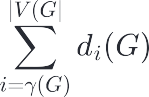 |V(G|
∑ d_i(G)
i=γ(G)